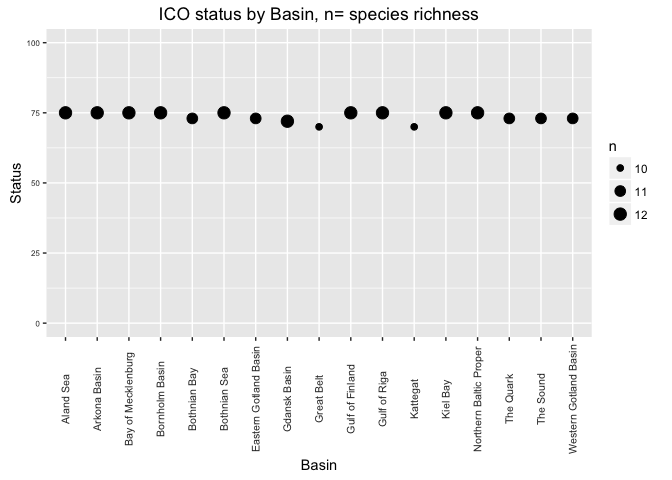 ICO status by Basin, n= species richness
100
75
50
25
0
Status
n
10
11
12
Aland Sea
Arkona Basin
Bay of Mecklenburg
Bornholm Basin
Bothnian Bay
Bothnian Sea
Eastern Gotland Basin
Gdansk Basin
Great Belt
Gulf of Finland
Gulf of Riga
Kattegat
Kiel Bay
Northern Baltic Proper
The Quark
The Sound
Western Gotland Basin
Basin